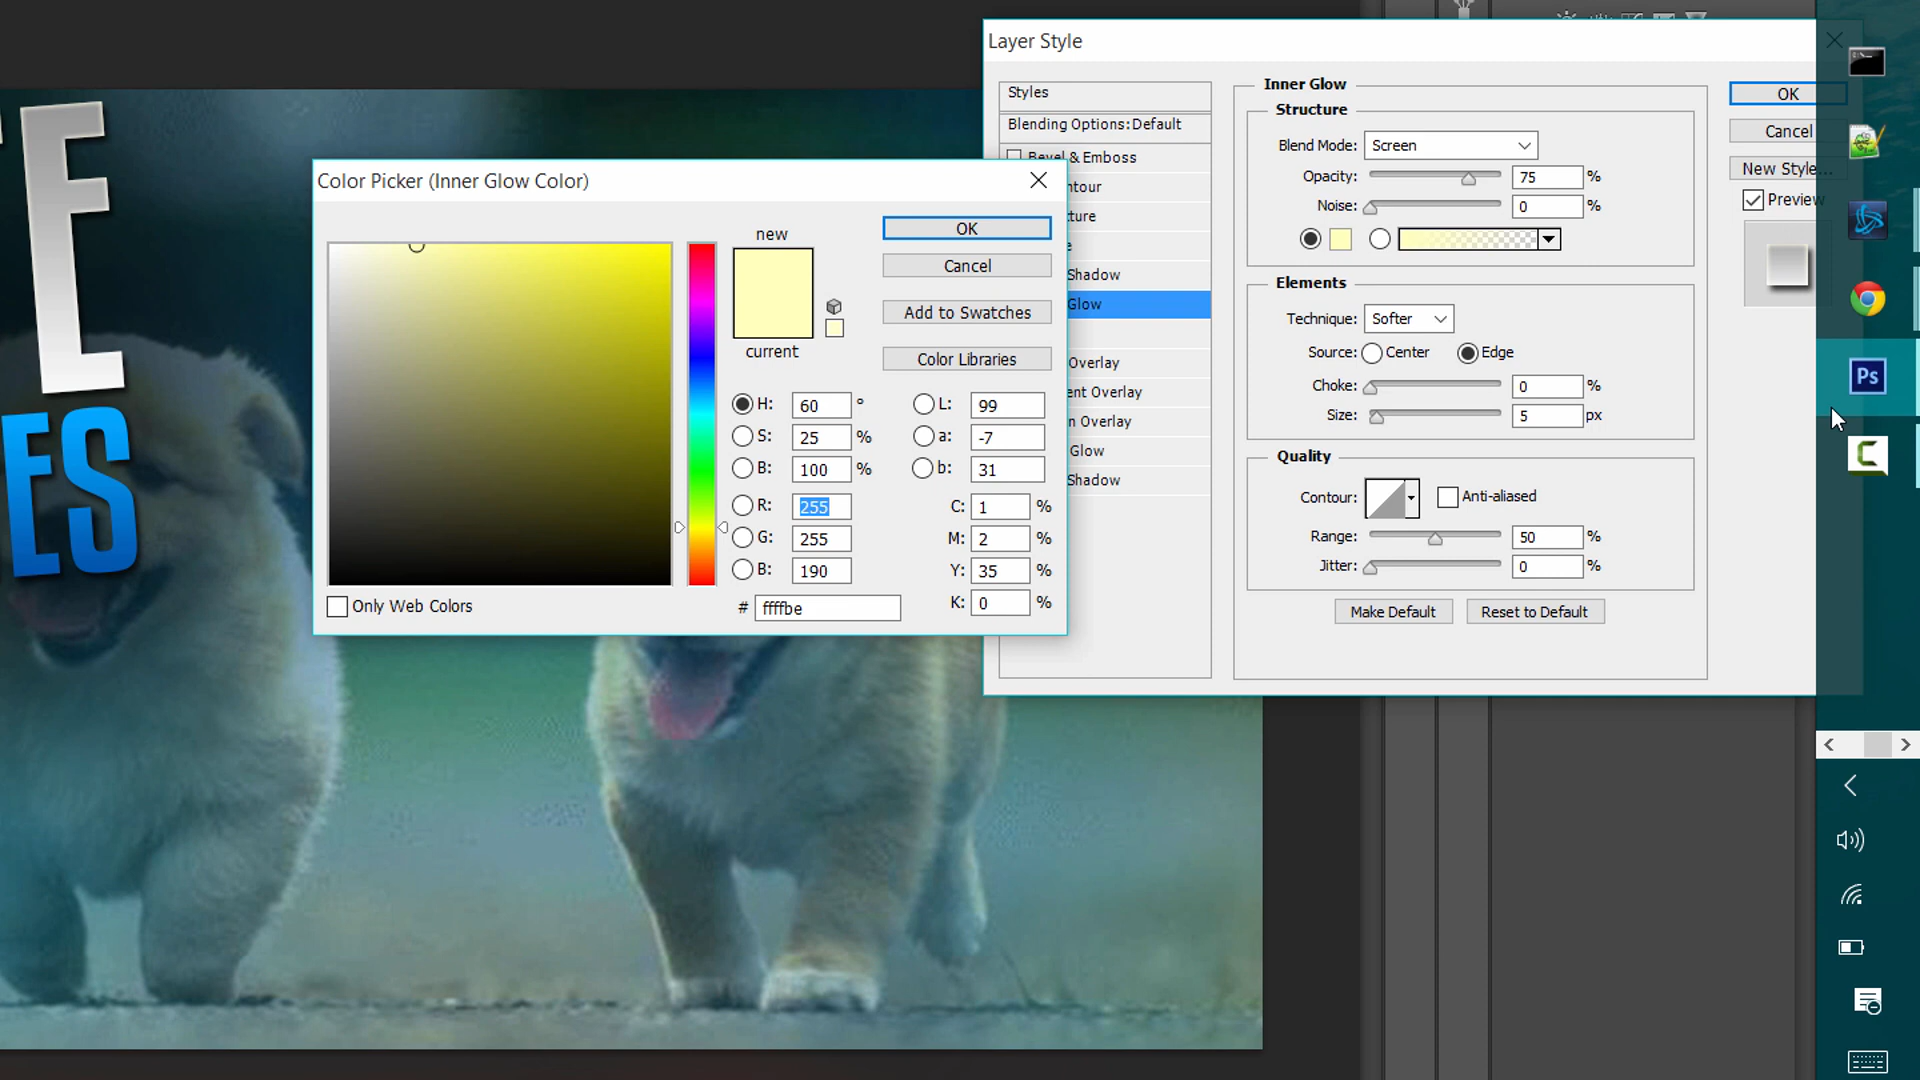 E
ES
Layer Style
Styles
Blending Options: Default
Bevel & Emboss
ntour
ture
e
Shadow
Glow
Overlay
ent Overlay
n Overlay
Glow
Shadow
Inner Glow
Structure
Blend Mode: Screen
Opacity: 75 %
Noise: 0 %
Elements
Technique: Softer
Source: Center Edge
Choke: 0 %
Size: 5 px
Quality
Contour: Anti-aliased
Range: 50 %
Jitter: 0 %
Make Default Reset to Default
OK
Cancel
New Style...
Preview
Color Picker (Inner Glow Color)
new
current
OK
Cancel
Add to Swatches
Color Libraries
H: 60 °
S: 25 %
B: 100 %
R: 255
G: 255
B: 190
# ffffbe
L: 99
a: -7
b: 31
C: 1 %
M: 2 %
Y: 35 %
K: 0 %
Only Web Colors
Ps